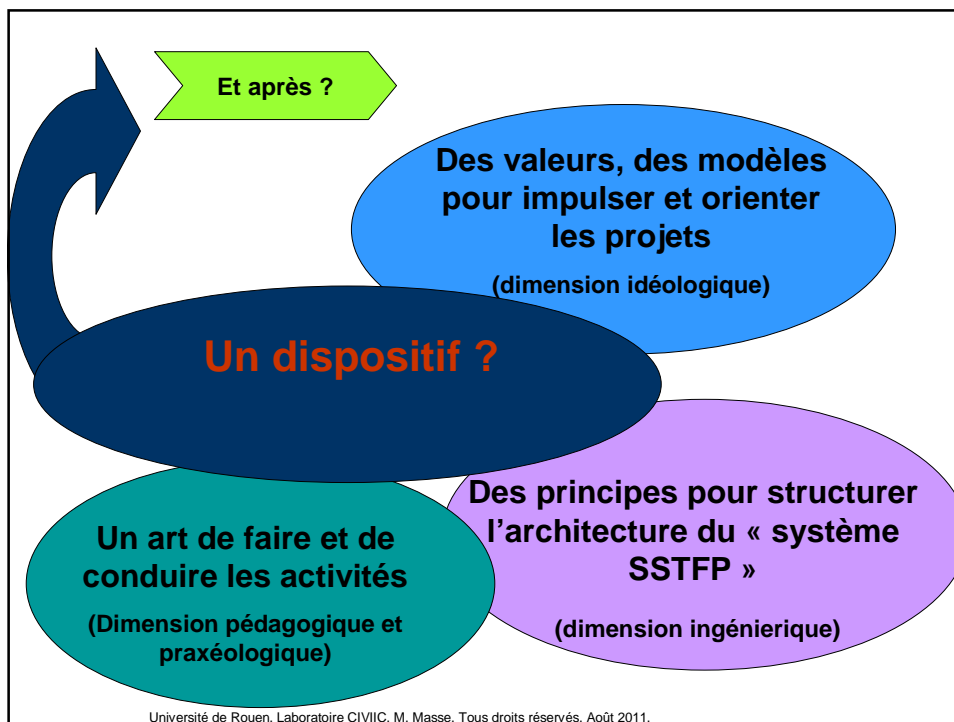 Et après ?
Des valeurs, des modèles
pour impulser et orienter
les projets
(dimension idéologique)
Un dispositif ?
Des principes pour structurer
l’architecture du « système
SSTFP »
(dimension ingénierique)
Un art de faire et de
conduire les activités
(Dimension pédagogique et
praxéologique)
Université de Rouen. Laboratoire CIVIIC. M. Masse. Tous droits réservés. Août 2011.